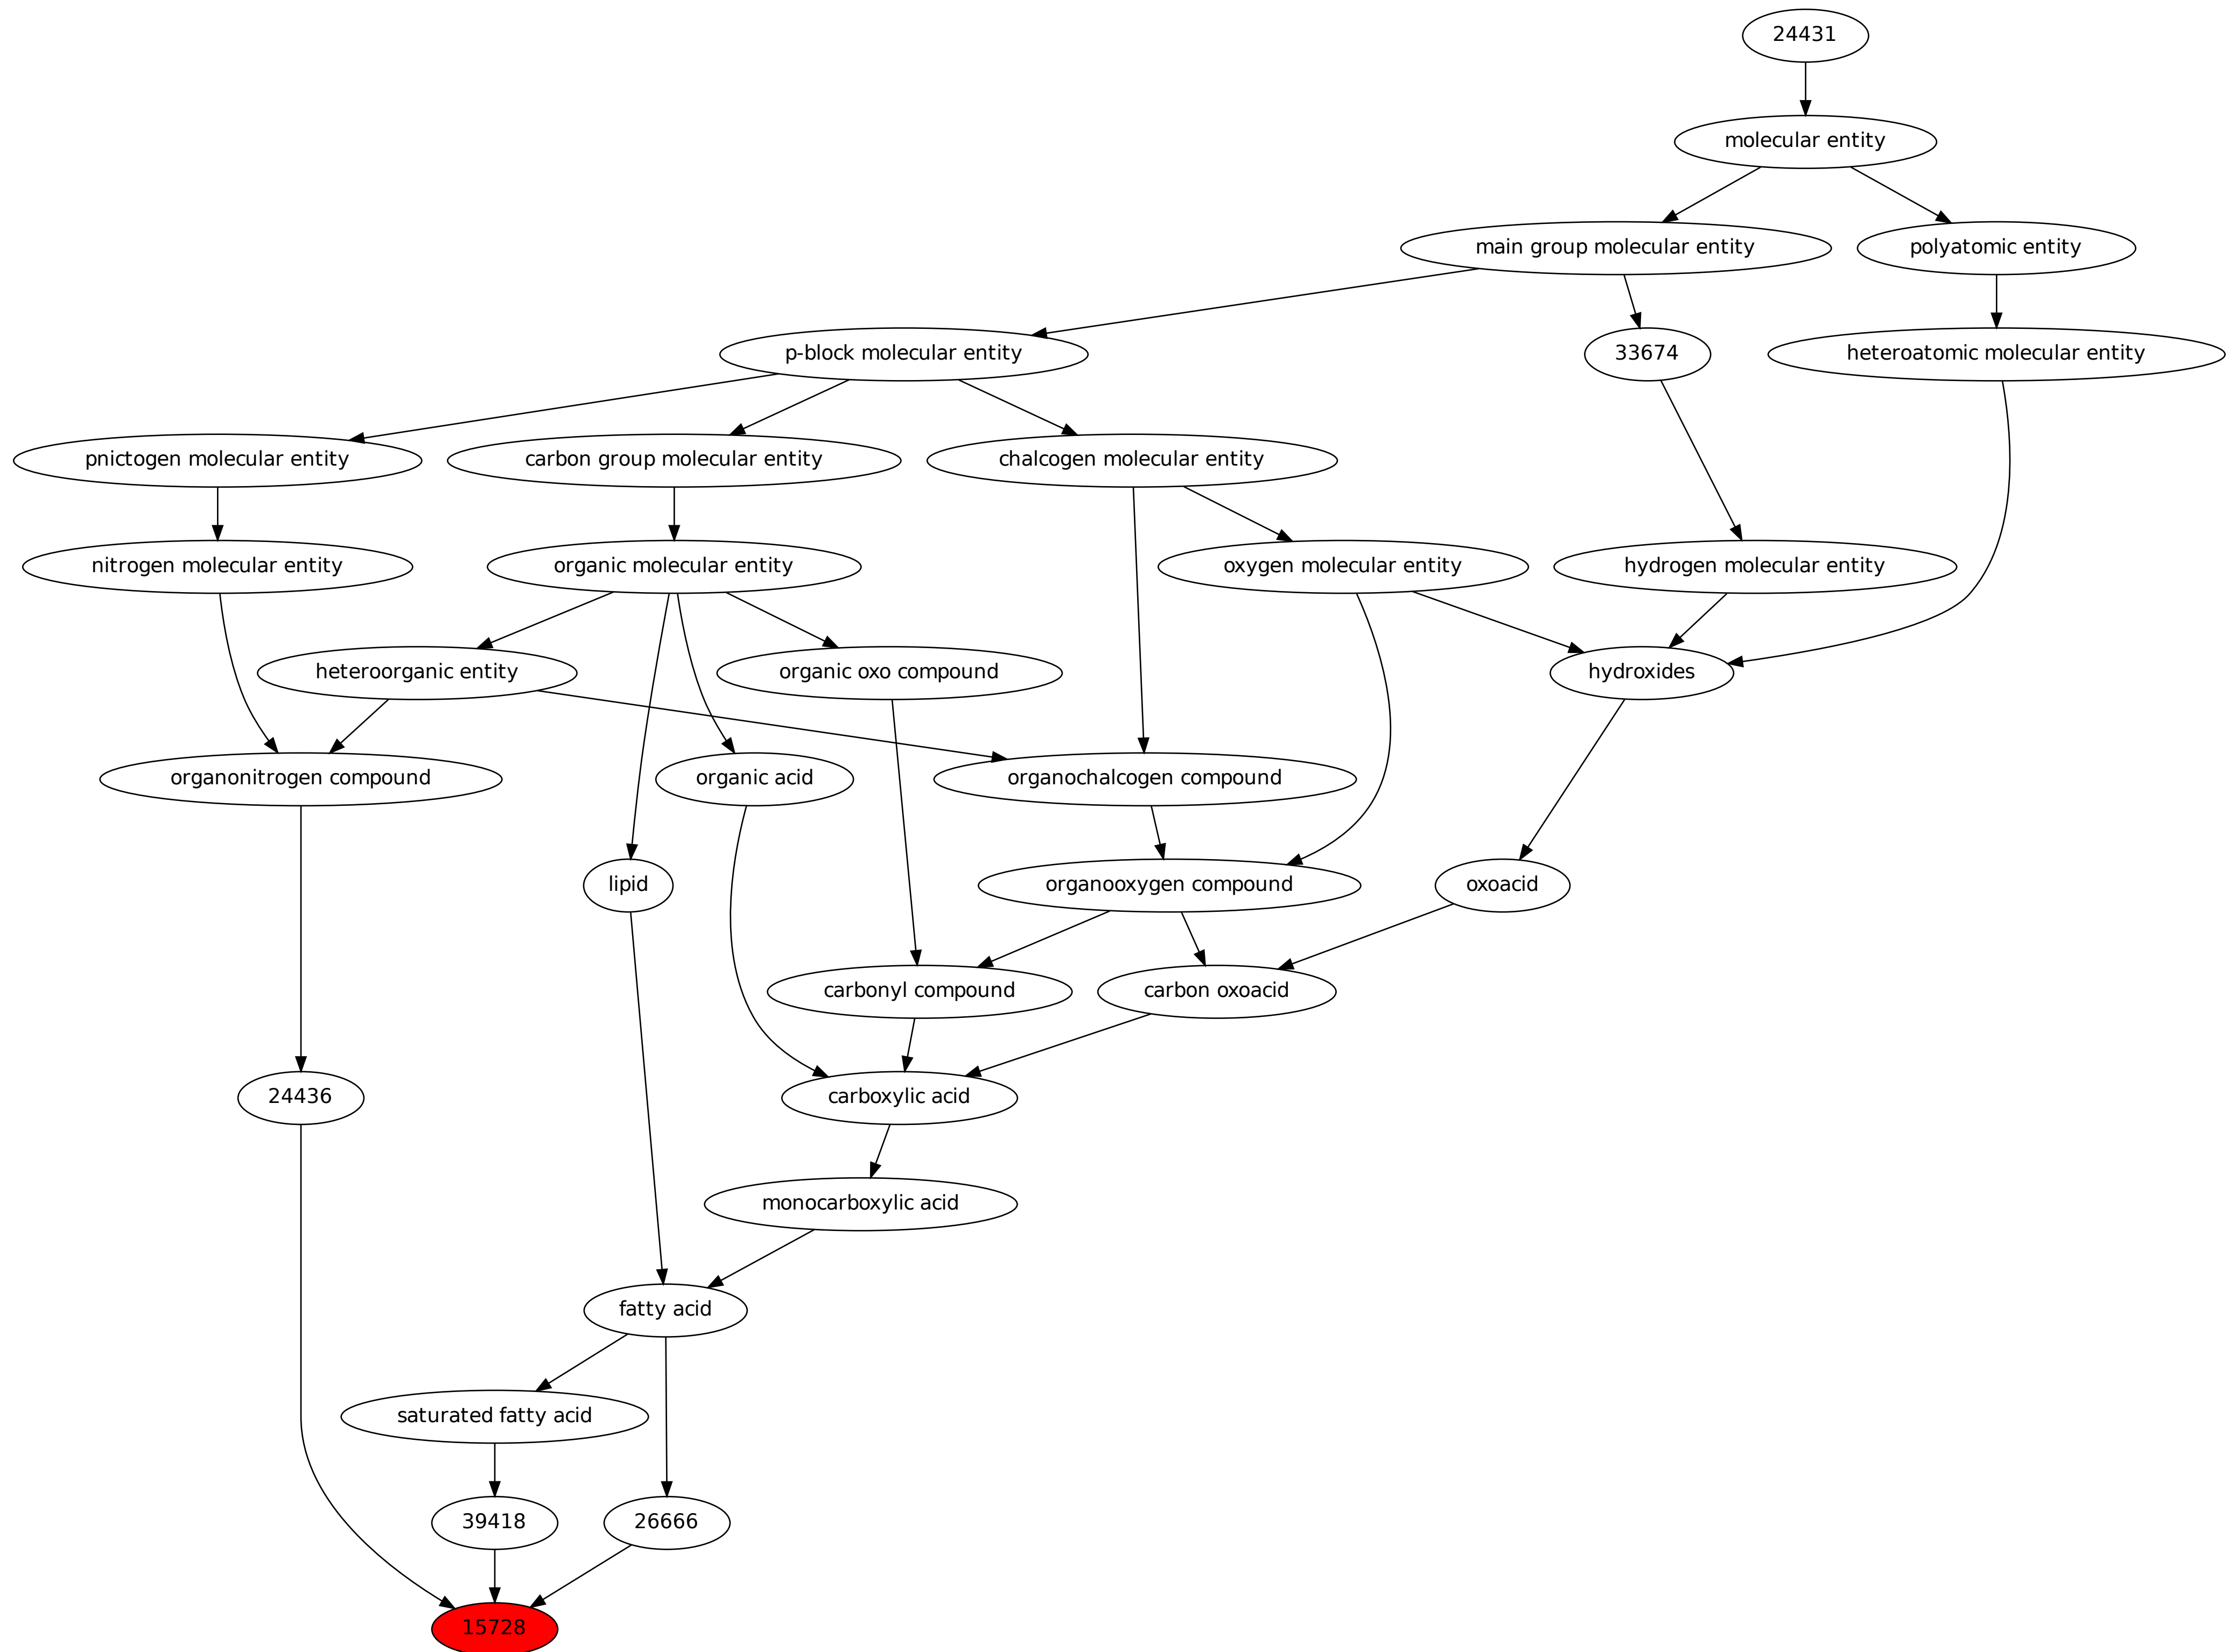 24431
molecular entity
main group molecular entity
polyatomic entity
p-block molecular entity
33674
heteroatomic molecular entity
pnictogen molecular entity
carbon group molecular entity
chalcogen molecular entity
nitrogen molecular entity
organic molecular entity
oxygen molecular entity
hydrogen molecular entity
heteroorganic entity
organic oxo compound
hydroxides
organonitrogen compound
organic acid
organochalcogen compound
lipid
organooxygen compound
oxoacid
carbonyl compound
carbon oxoacid
24436
carboxylic acid
monocarboxylic acid
fatty acid
saturated fatty acid
39418
26666
15728